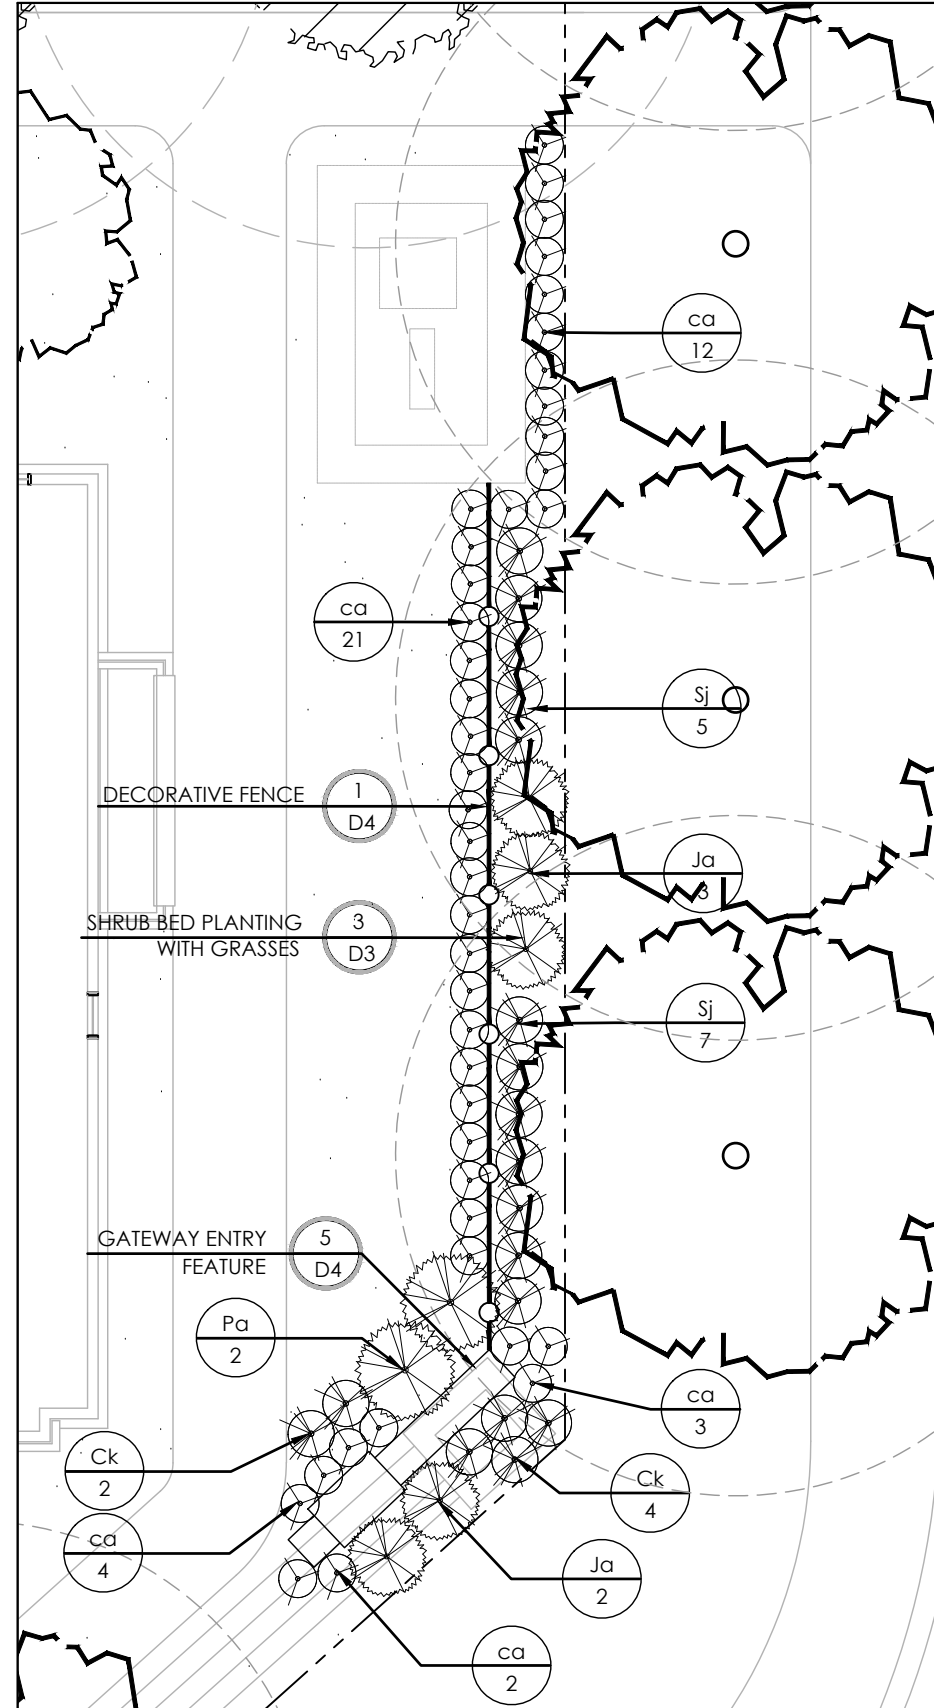 ca
12
ca
21
Sj
5
DECORATIVE FENCE
1
D4
Ja
3
SHRUB BED PLANTING
WITH GRASSES
3
D3
Sj
7
GATEWAY ENTRY
FEATURE
5
D4
Pa
2
ca
3
Ck
2
Ck
4
ca
4
Ja
2
ca
2